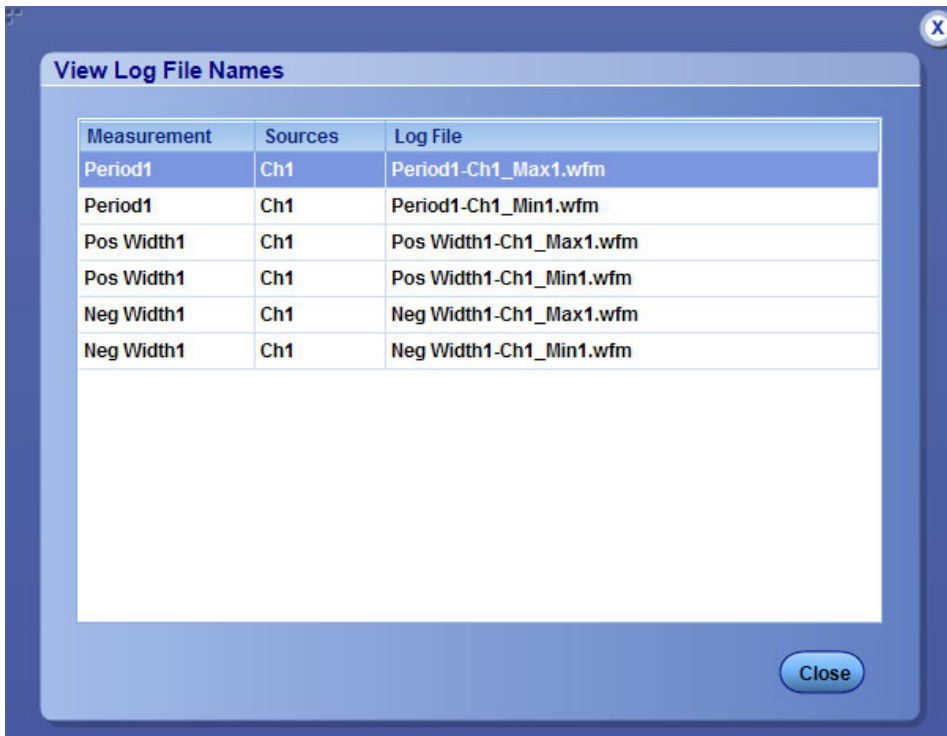 X
View Log File Names
Measurement Sources Log File
Period1 Ch1 Period1-Ch1_Max1.wfm
Period1 Ch1 Period1-Ch1_Min1.wfm
Pos Width1 Ch1 Pos Width1-Ch1_Max1.wfm
Pos Width1 Ch1 Pos Width1-Ch1_Min1.wfm
Neg Width1 Ch1 Neg Width1-Ch1_Max1.wfm
Neg Width1 Ch1 Neg Width1-Ch1_Min1.wfm
Close